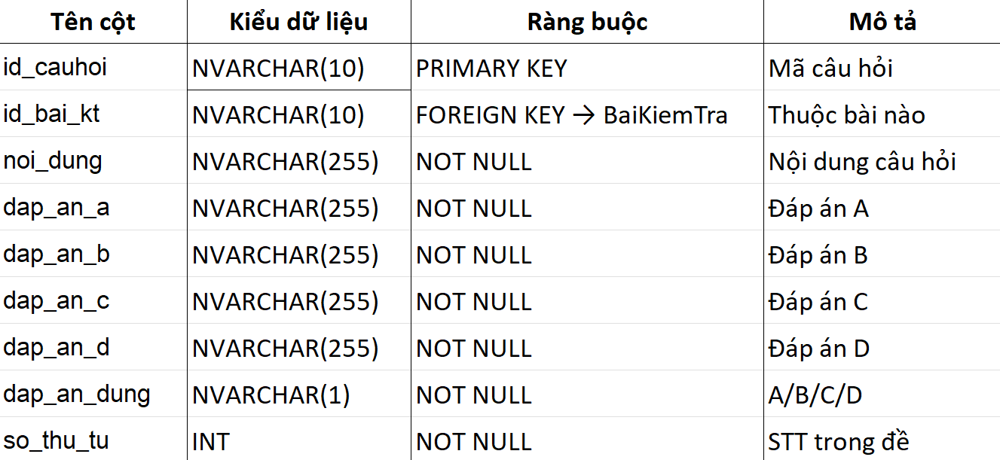 Tên cột Kiểu dữ liệu Ràng buộc Mô tả
id_cauhoi NVARCHAR(10) PRIMARY KEY Mã câu hỏi
id_bai_kt NVARCHAR(10) FOREIGN KEY → BaiKiemTra Thuộc bài nào
noi_dung NVARCHAR(255) NOT NULL Nội dung câu hỏi
dap_an_a NVARCHAR(255) NOT NULL Đáp án A
dap_an_b NVARCHAR(255) NOT NULL Đáp án B
dap_an_c NVARCHAR(255) NOT NULL Đáp án C
dap_an_d NVARCHAR(255) NOT NULL Đáp án D
dap_an_dung NVARCHAR(1) NOT NULL A/B/C/D
so_thu_tu INT NOT NULL STT trong đề